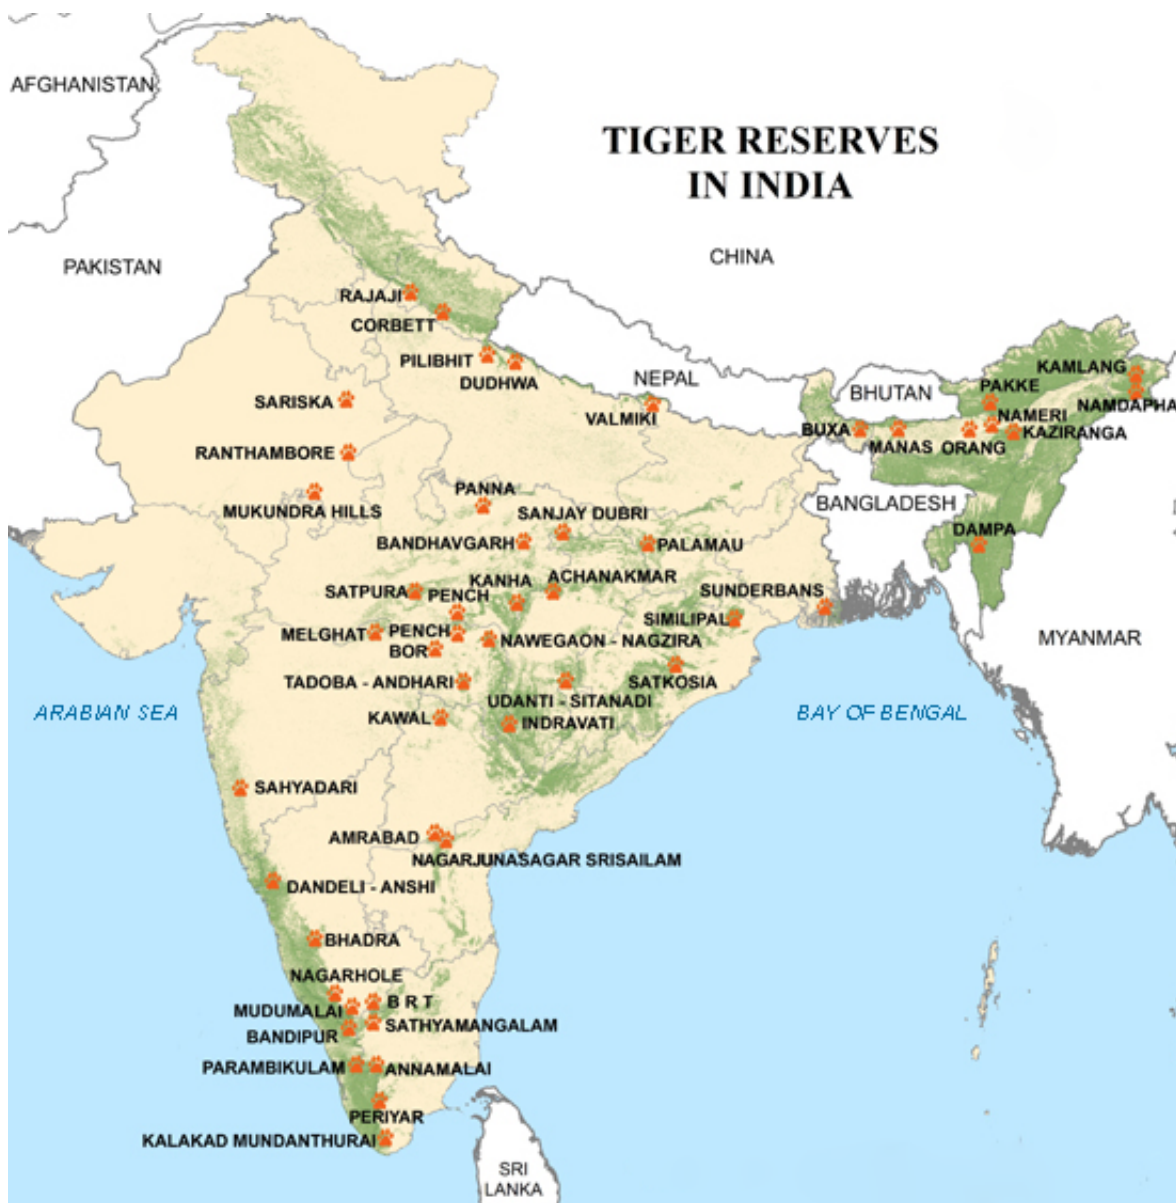 AFGHANISTAN
TIGER RESERVES
IN INDIA
PAKISTAN
CHINA
RAJAJI
CORBETT
PILIBHIT
DUDHWA
NEPAL
VALMIKI
BHUTAN
KAMLANG
PAKKE
NAMDAPHA
NAMERI
BUXA
MANAS
ORANG
KAZIRANGA
SARISKA
RANTHAMBORE
MUKUNDRA HILLS
PANNA
SANJAY DUBRI
BANGLADESH
BANDHAVGARH
PALAMAU
DAMPA
SATPURA
KANHA
ACHANAKMAR
PENCH
SUNDERBANS
SIMILIPAL
MELGHAT
PENCH
BOR
NAWEGAON - NAGZIRA
MYANMAR
TADOBA - ANDHARI
UDANTI - SITANADI
SATKOSIA
ARABIAN SEA
KAWAL
INDRAVATI
BAY OF BENGAL
SAHYADARI
AMRABAD
NAGARJUNASAGAR SRISAILAM
DANDELI - ANSHI
BHADRA
NAGARHOLE
MUDUMALAI
B R T
BANDIPUR
SATHYAMANGALAM
PARAMBIKULAM
ANNAMALAI
PERIYAR
KALAKAD MUNDANTHURAI
SRI
LANKA